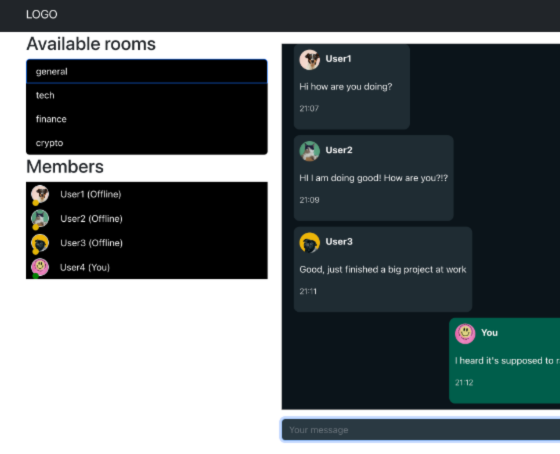 LOGO
Available rooms
general
tech
finance
crypto
Members
User1 (Offline)
User2 (Offline)
User3 (Offline)
User4 (You)
User1
Hi how are you doing?
21:07
User2
HI I am doing good! How are you?!?
21:09
User3
Good, just finished a big project at work
21:11
You
I heard it's supposed to
21:12
Your message